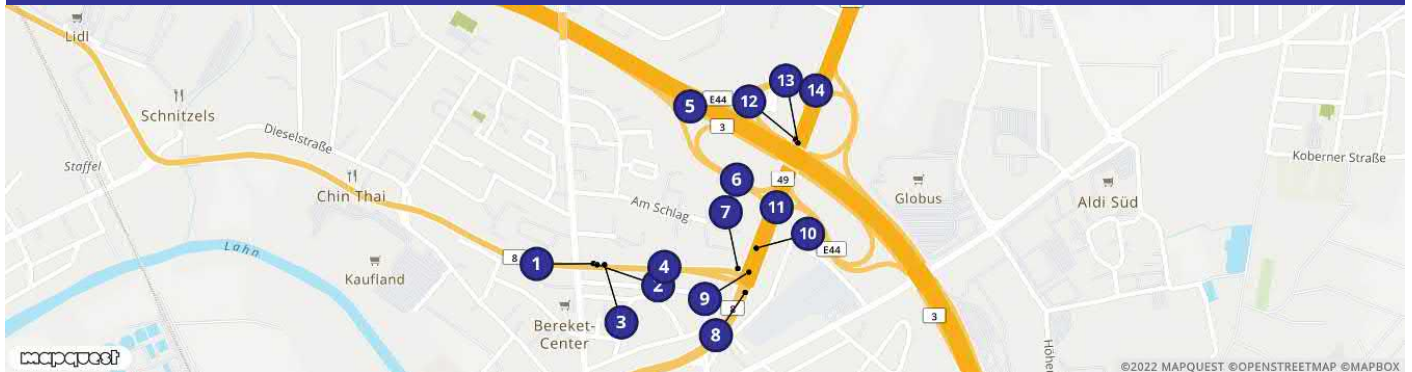 Lidl
13
14
E44
5
12
3
Schnitzels
Dieselstraße
Koberner Straße
Staffel
6
49
Chin Thai
Globus
Aldi Süd
Am Schlag
7
11
10
Lahn
8
1
4
E44
Kaufland
2
9
8
3
3
Bereket-
Center
8
mapquest
©2022 MAPQUEST ©OPENSTREETMAP ©MAPBOX